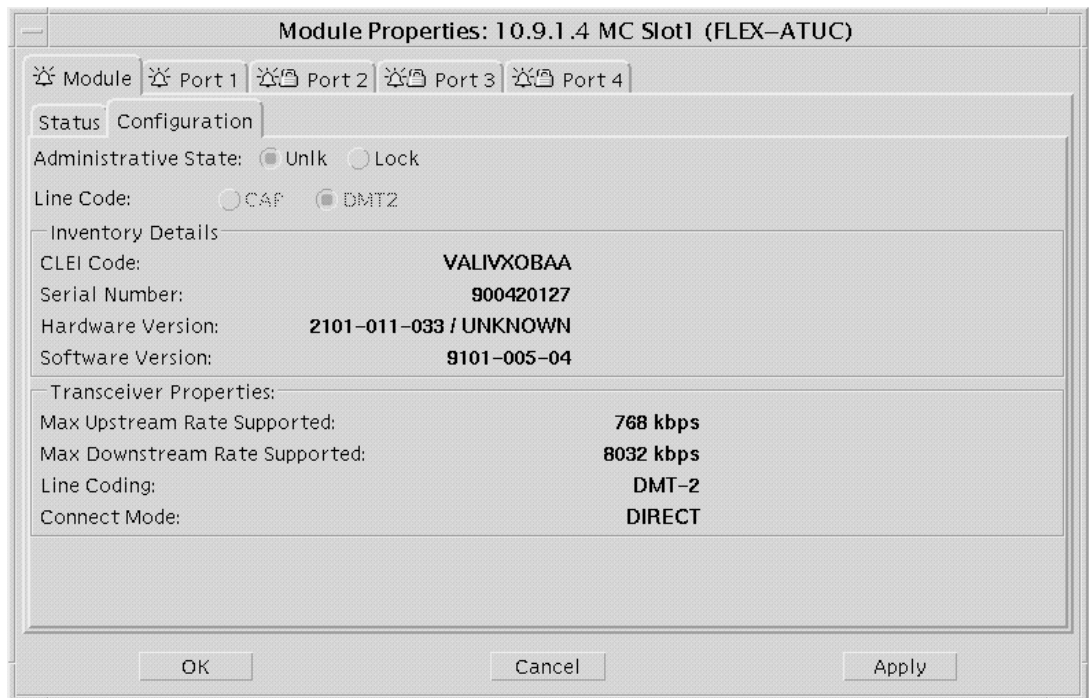 Module Properties: 10.9.1.4 MC Slot1 (FLEX–ATUC)
Module Port 1 Port 2 Port 3 Port 4
Status Configuration
Administrative State: Unlk Lock
Line Code: CAP DMT2
Inventory Details
CLEI Code: VALIVXOBAA
Serial Number: 900420127
Hardware Version: 2101–011–033 / UNKNOWN
Software Version: 9101–005–04
Transceiver Properties:
Max Upstream Rate Supported: 768 kbps
Max Downstream Rate Supported: 8032 kbps
Line Coding: DMT–2
Connect Mode: DIRECT
OK Cancel Apply